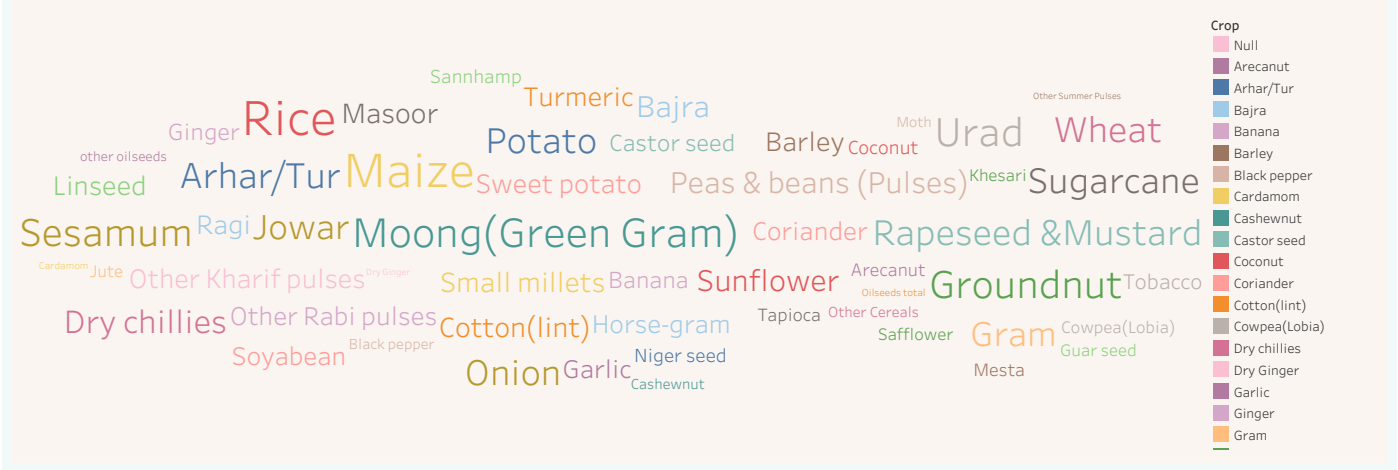 Sannhamp
Turmeric
Bajra
Other Summer Pulses
Ginger
Rice
Masoor
Potato
Castor seed
Barley
Coconut
Moth
Urad
Wheat
other oilseeds
Linseed
Arhar/Tur
Maize
Sweet potato
Peas & beans (Pulses)
Khesari
Sugarcane
Sesamum
Ragi
Jowar
Moong(Green Gram)
Coriander
Rapeseed &Mustard
Cardamom
Jute
Other Kharif pulses
Dry Ginger
Small millets
Banana
Sunflower
Arecanut
Oilseeds total
Groundnut
Tobacco
Dry chillies
Other Rabi pulses
Cotton(lint)
Horse-gram
Tapioca
Other Cereals
Safflower
Gram
Cowpea(Lobia)
Guar seed
Soyabean
Black pepper
Onion
Garlic
Niger seed
Cashewnut
Mesta
Crop
Null
Arecanut
Arhar/Tur
Bajra
Banana
Barley
Black pepper
Cardamom
Cashewnut
Castor seed
Coconut
Coriander
Cotton(lint)
Cowpea(Lobia)
Dry chillies
Dry Ginger
Garlic
Ginger
Gram